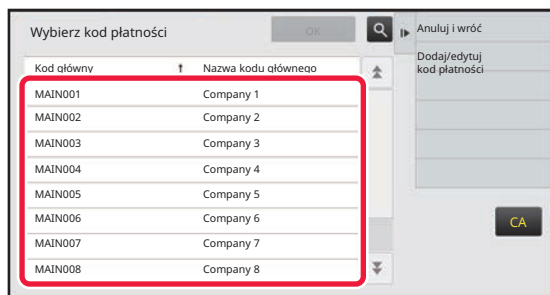 Wybierz kod płatności
OK
Anuluj i wróć
Dodaj/edytuj
kod płatności
Kod główny Nazwa kodu głównego
MAIN001 Company 1
MAIN002 Company 2
MAIN003 Company 3
MAIN004 Company 4
MAIN005 Company 5
MAIN006 Company 6
MAIN007 Company 7
MAIN008 Company 8
CA